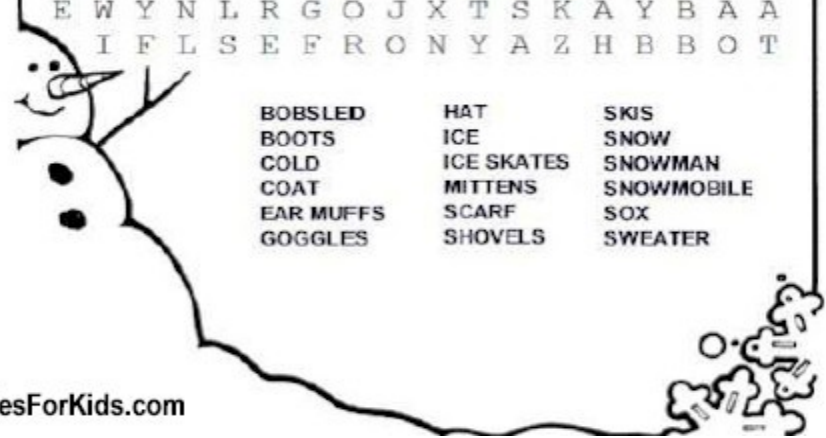 E W Y N L R G O J X T S K A Y B A A
I F L S E F R O N Y A Z H B B O T
BOBSLED HAT SKIS
BOOTS ICE SNOW
COLD ICE SKATES SNOWMAN
COAT MITTENS SNOWMOBILE
EAR MUFFS SCARF SOX
GOGGLES SHOVELS SWEATER
esForKids.com